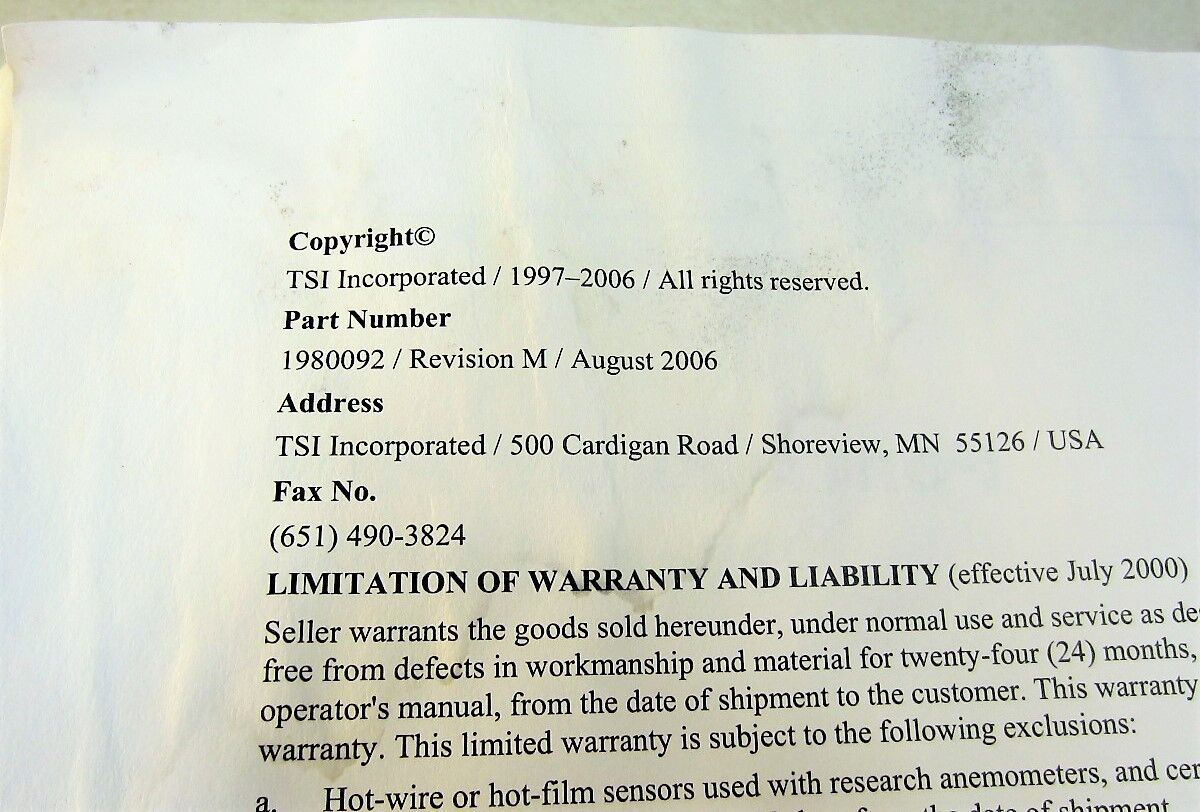 Copyright©
TSI Incorporated / 1997–2006 / All rights reserved.
Part Number
1980092 / Revision M / August 2006
Address
TSI Incorporated / 500 Cardigan Road / Shoreview, MN 55126 / USA
Fax No.
(651) 490-3824
LIMITATION OF WARRANTY AND LIABILITY (effective July 2000)
Seller warrants the goods sold hereunder, under normal use and service as
free from defects in workmanship and material for twenty-four (24) months,
operator's manual, from the date of shipment to the customer. This warranty
warranty. This limited warranty is subject to the following exclusions:
a. Hot-wire or hot-film sensors used with research anemometers, and
the date of shipment